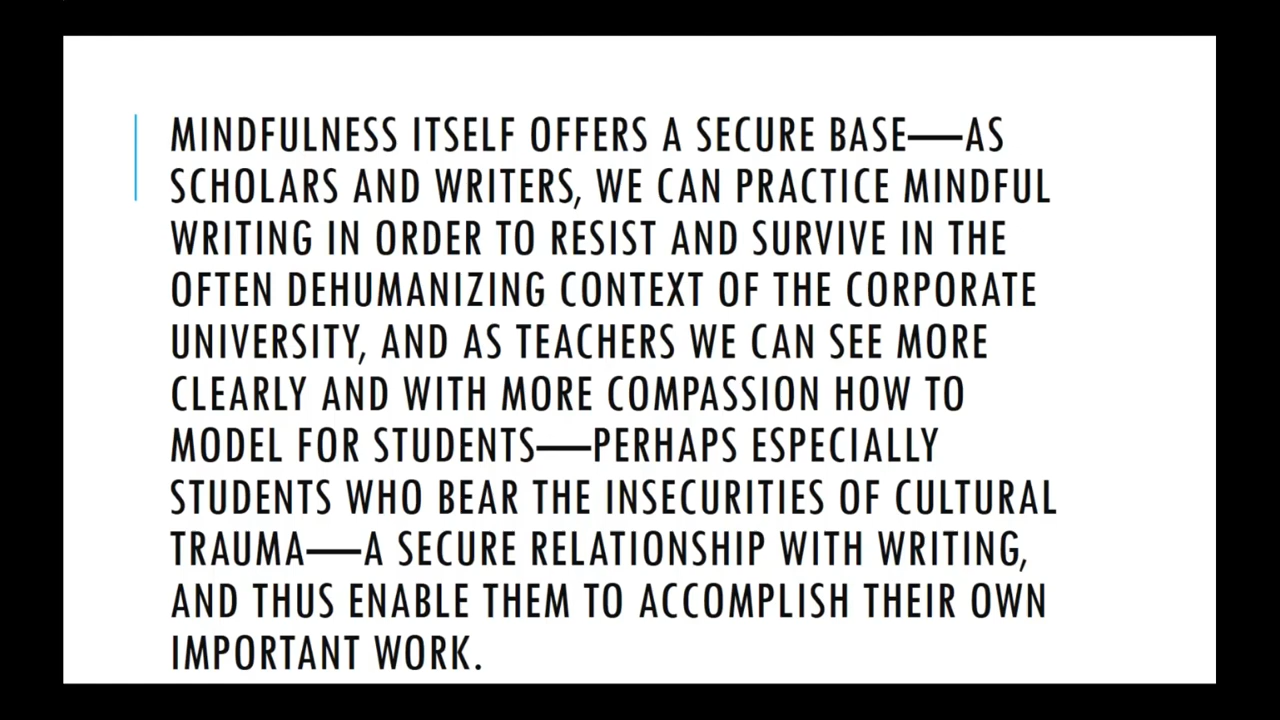 MINDFULNESS ITSELF OFFERS A SECURE BASE—AS
SCHOLARS AND WRITERS, WE CAN PRACTICE MINDFUL
WRITING IN ORDER TO RESIST AND SURVIVE IN THE
OFTEN DEHUMANIZING CONTEXT OF THE CORPORATE
UNIVERSITY, AND AS TEACHERS WE CAN SEE MORE
CLEARLY AND WITH MORE COMPASSION HOW TO
MODEL FOR STUDENTS—PERHAPS ESPECIALLY
STUDENTS WHO BEAR THE INSECURITIES OF CULTURAL
TRAUMA—A SECURE RELATIONSHIP WITH WRITING,
AND THUS ENABLE THEM TO ACCOMPLISH THEIR OWN
IMPORTANT WORK.